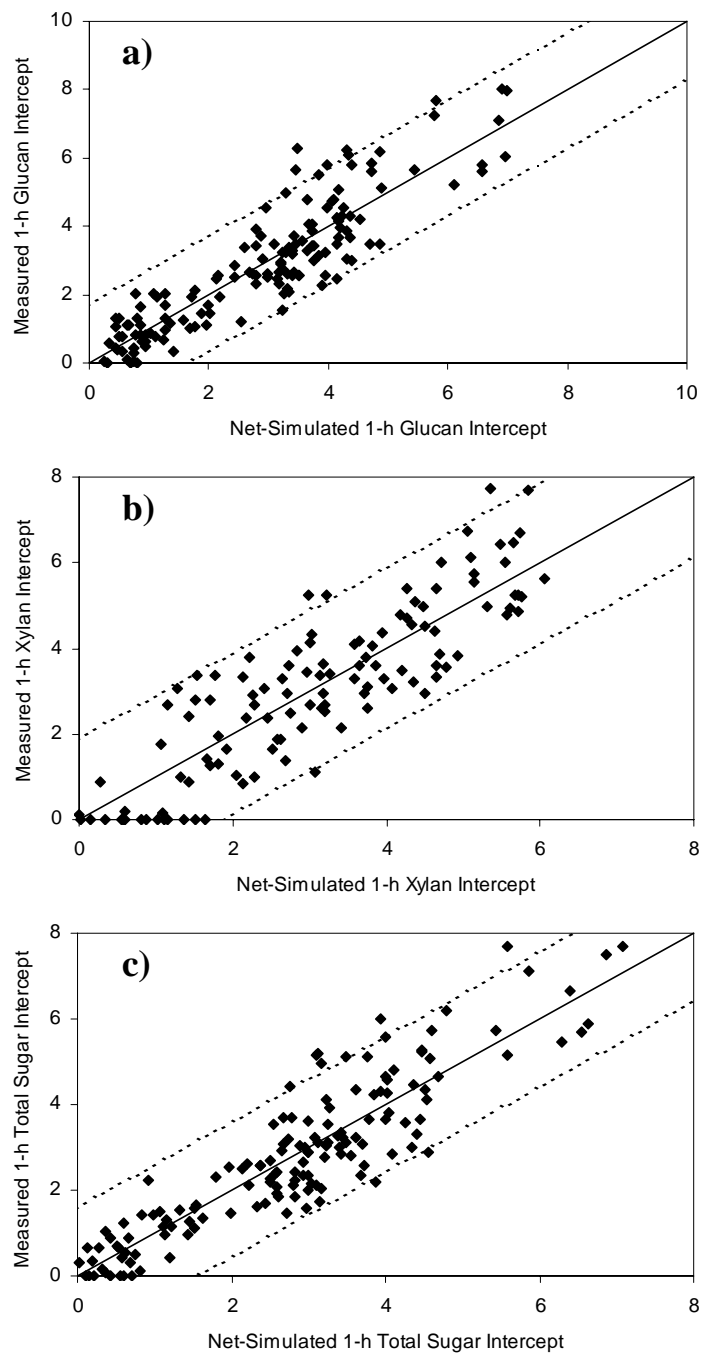 a)
10
8
6
4
2
0
Measured 1-h Glucan Intercept
0 2 4 6 8 10
Net-Simulated 1-h Glucan Intercept
b)
8
6
4
2
0
Measured 1-h Xylan Intercept
0 2 4 6 8
Net-Simulated 1-h Xylan Intercept
c)
8
6
4
2
0
Measured 1-h Total Sugar Intercept
0 2 4 6 8
Net-Simulated 1-h Total Sugar Intercept